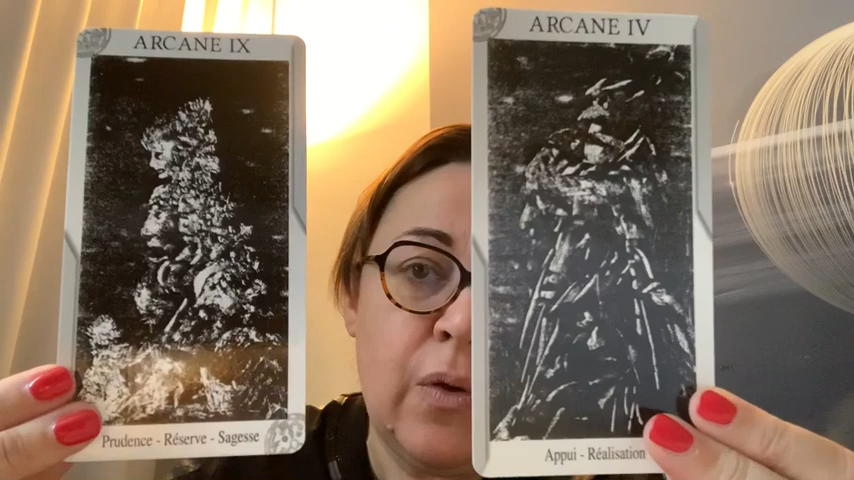 ARCANE IX
Prudence - Réserve - Sagesse
ARCANE IV
Appui - Réalisation